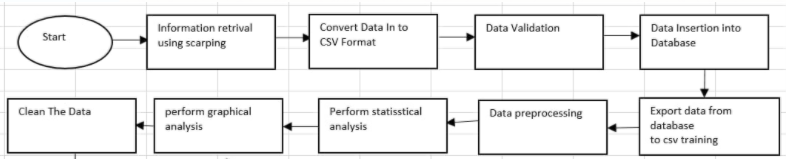 Start
Information retrival
using scarping
Convert Data In to
CSV Format
Data Validation
Data Insertion into
Database
Export data from
database
to csv training
Data preprocessing
Perform statisstical
analysis
perform graphical
analysis
Clean The Data